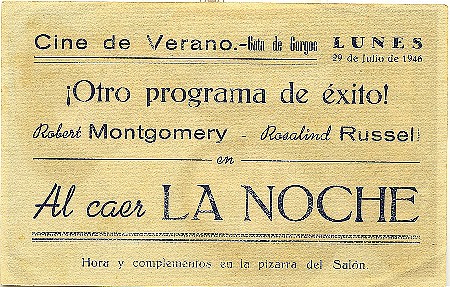 Cine de Verano.-Gata de Gorgos LUNES
29 de Julio de 1946
¡Otro programa de éxito!
Robert Montgomery - Rosalind Russell
en
Al caer LA NOCHE
Hora y complementos en la pizarra del Salón.